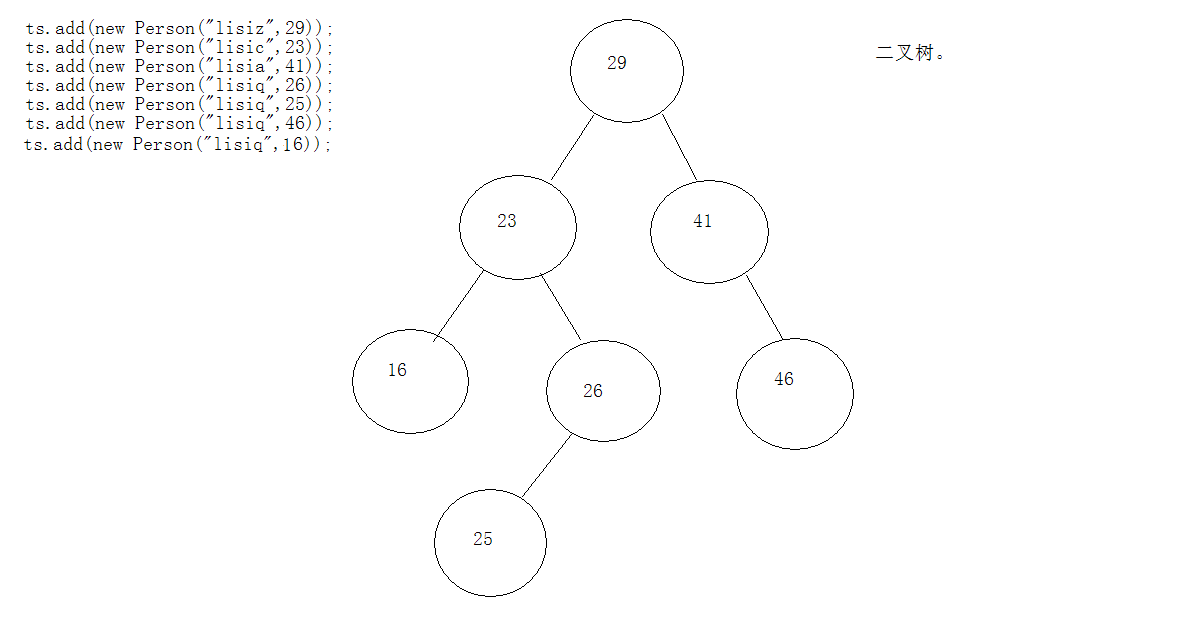 ts.add(new Person("lisiz",29));
ts.add(new Person("lisic",23));
ts.add(new Person("lisia",41));
ts.add(new Person("lisiq",26));
ts.add(new Person("lisiq",25));
ts.add(new Person("lisiq",46));
ts.add(new Person("lisiq",16));
二叉树。
29
23
41
16
26
46
25